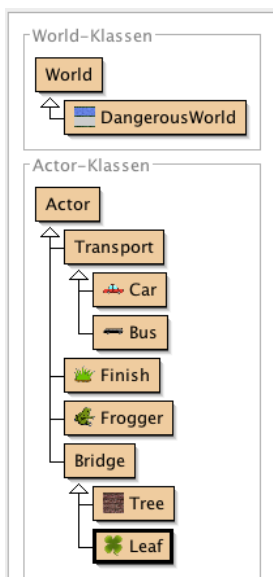 World-Klassen
World
DangerousWorld
Actor-Klassen
Actor
Transport
Car
Bus
Finish
Frogger
Bridge
Tree
Leaf